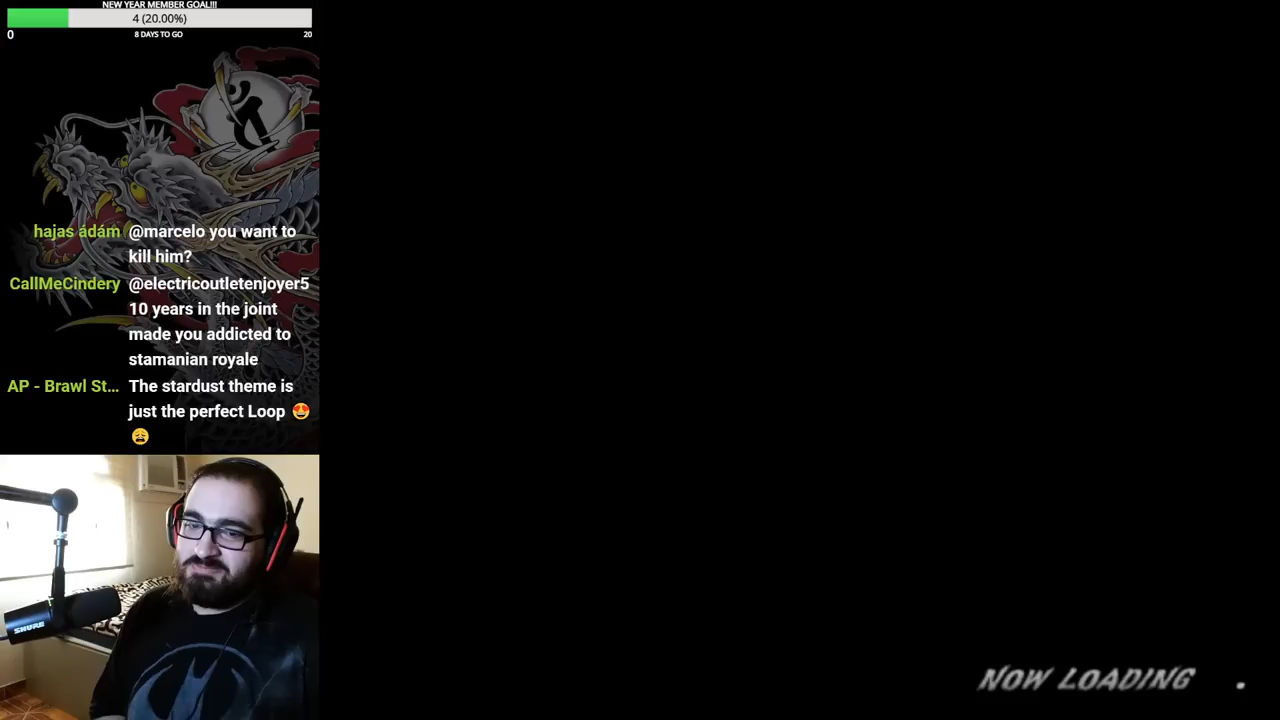 NEW YEAR MEMBER GOAL!!!
4 (20.00%)
0 8 DAYS TO GO 20
hajas ádám @marcelo you want to
kill him?
CallMeCindery @electricoutletenjoyer5
10 years in the joint
made you addicted to
stamanian royale
AP - Brawl St... The stardust theme is
just the perfect Loop 😍
😩
SHURE
NOW LOADING .